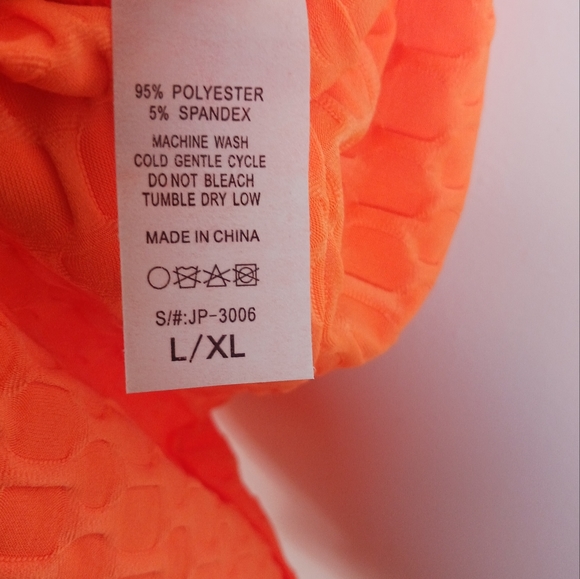 95% POLYESTER
5% SPANDEX
MACHINE WASH
COLD GENTLE CYCLE
DO NOT BLEACH
TUMBLE DRY LOW
MADE IN CHINA
S/#:JP-3006
L/XL